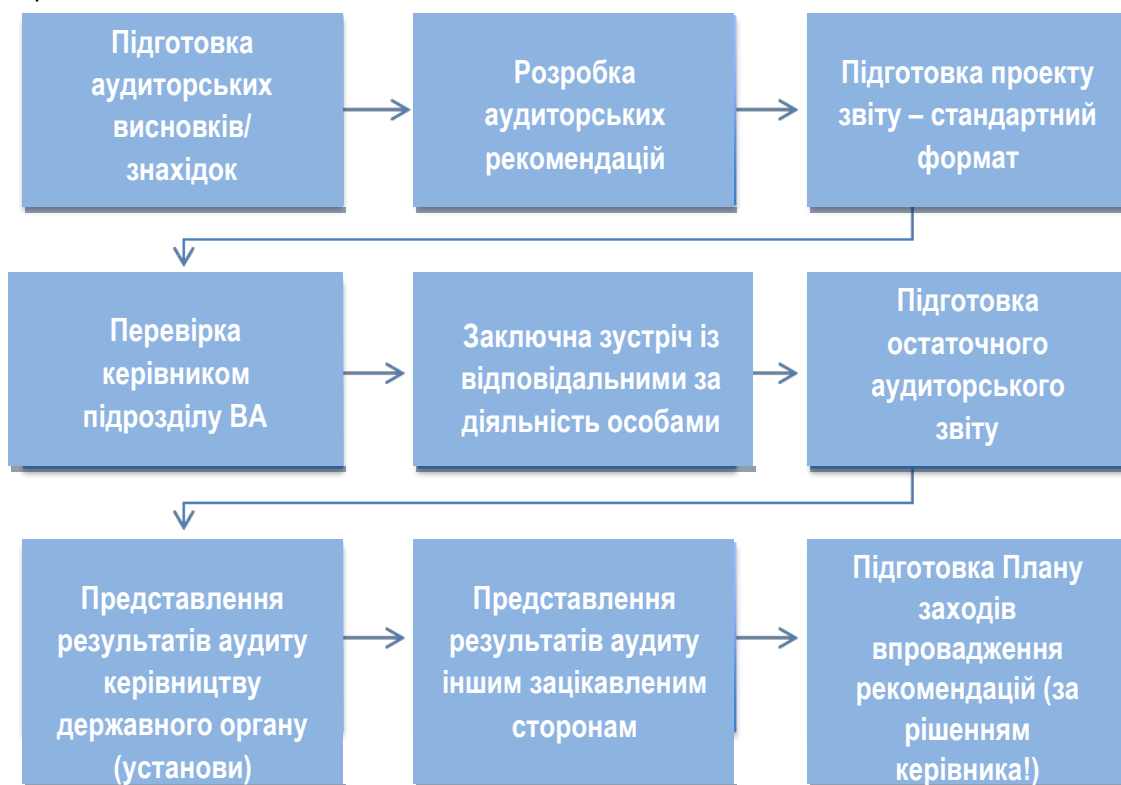 Підготовка
аудиторських
висновків/
знахідок
Розробка
аудиторських
рекомендацій
Підготовка проекту
звіту – стандартний
формат
Перевірка
керівником
підрозділу ВА
Заключна зустріч із
відповідальними за
діяльність особами
Підготовка
остаточного
аудиторського
звіту
Представлення
результатів аудиту
керівництву
державного органу
(установи)
Представлення
результатів аудиту
іншим зацікавленим
сторонам
Підготовка Плану
заходів
впровадження
рекомендацій (за
рішенням
керівника!)